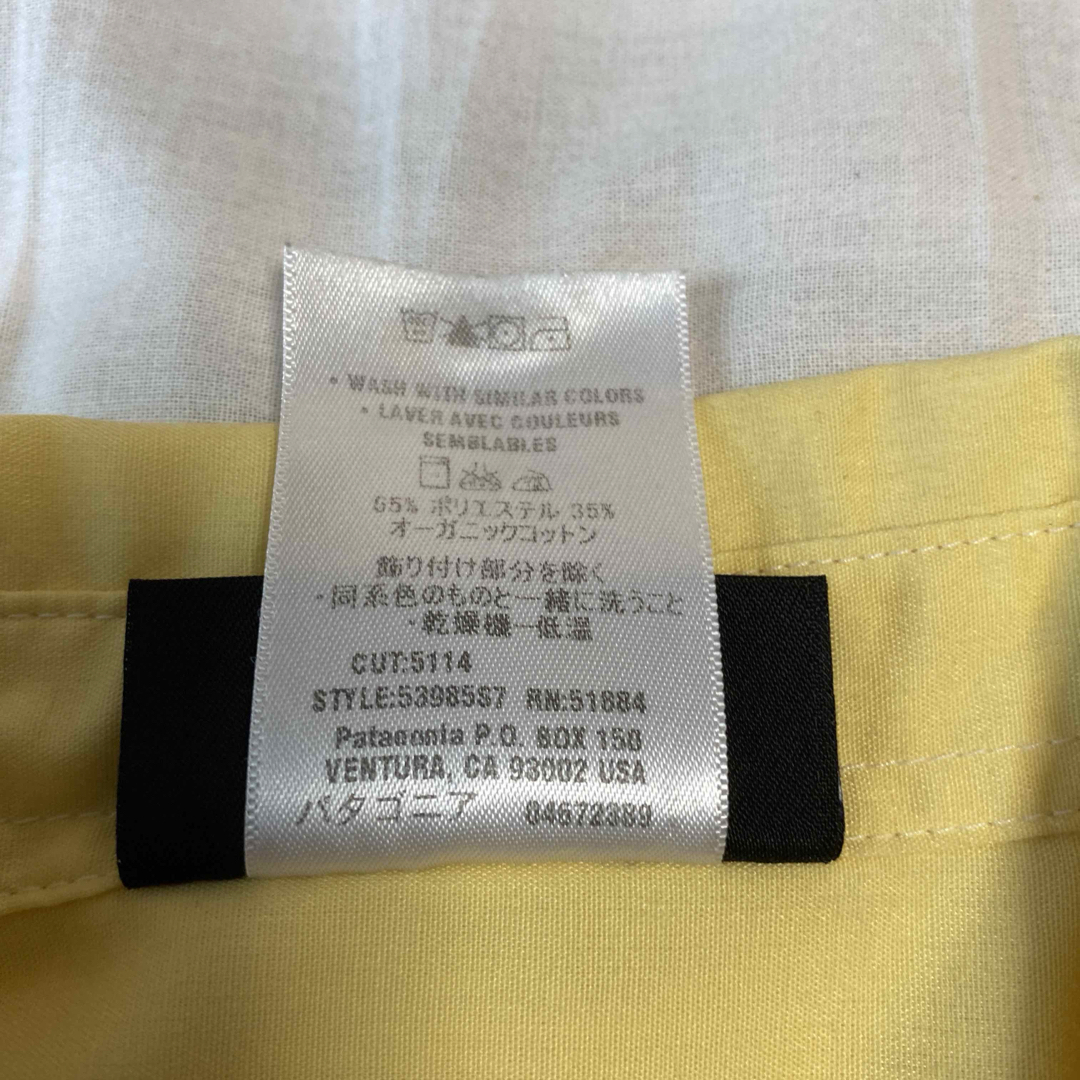 • WASH WITH SIMILAR COLORS
• LAVER AVEC COULEURS
SEMBLABLES
65% ポリエステル 35%
オーガニックコットン
飾り付け部分を除く
・同系色のものと一緒に洗うこと
・乾燥機ー低温
CUT:5114
STYLE:53985S7 RN:51884
Patagonia P.O. BOX 150
VENTURA, CA 93002 USA
パタゴニア 04672389